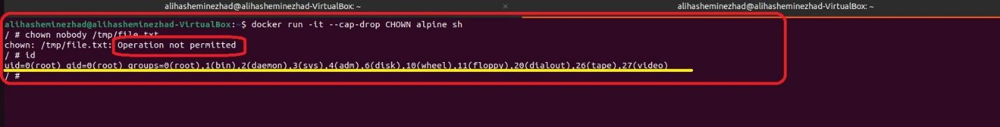 alihasheminezhad@alihasheminezhad-VirtualBox: ~ × alihasheminezhad@alihasheminezhad-VirtualBox: ~
alihasheminezhad@alihasheminezhad-VirtualBox:~$ docker run -it --cap-drop CHOWN alpine sh
/ # chown nobody /tmp/file.txt
chown: /tmp/file.txt: Operation not permitted
/ # id
uid=0(root) gid=0(root) groups=0(root),1(bin),2(daemon),3(sys),4(adm),6(disk),10(wheel),11(floppy),20(dialout),26(tape),27(video)
/ #